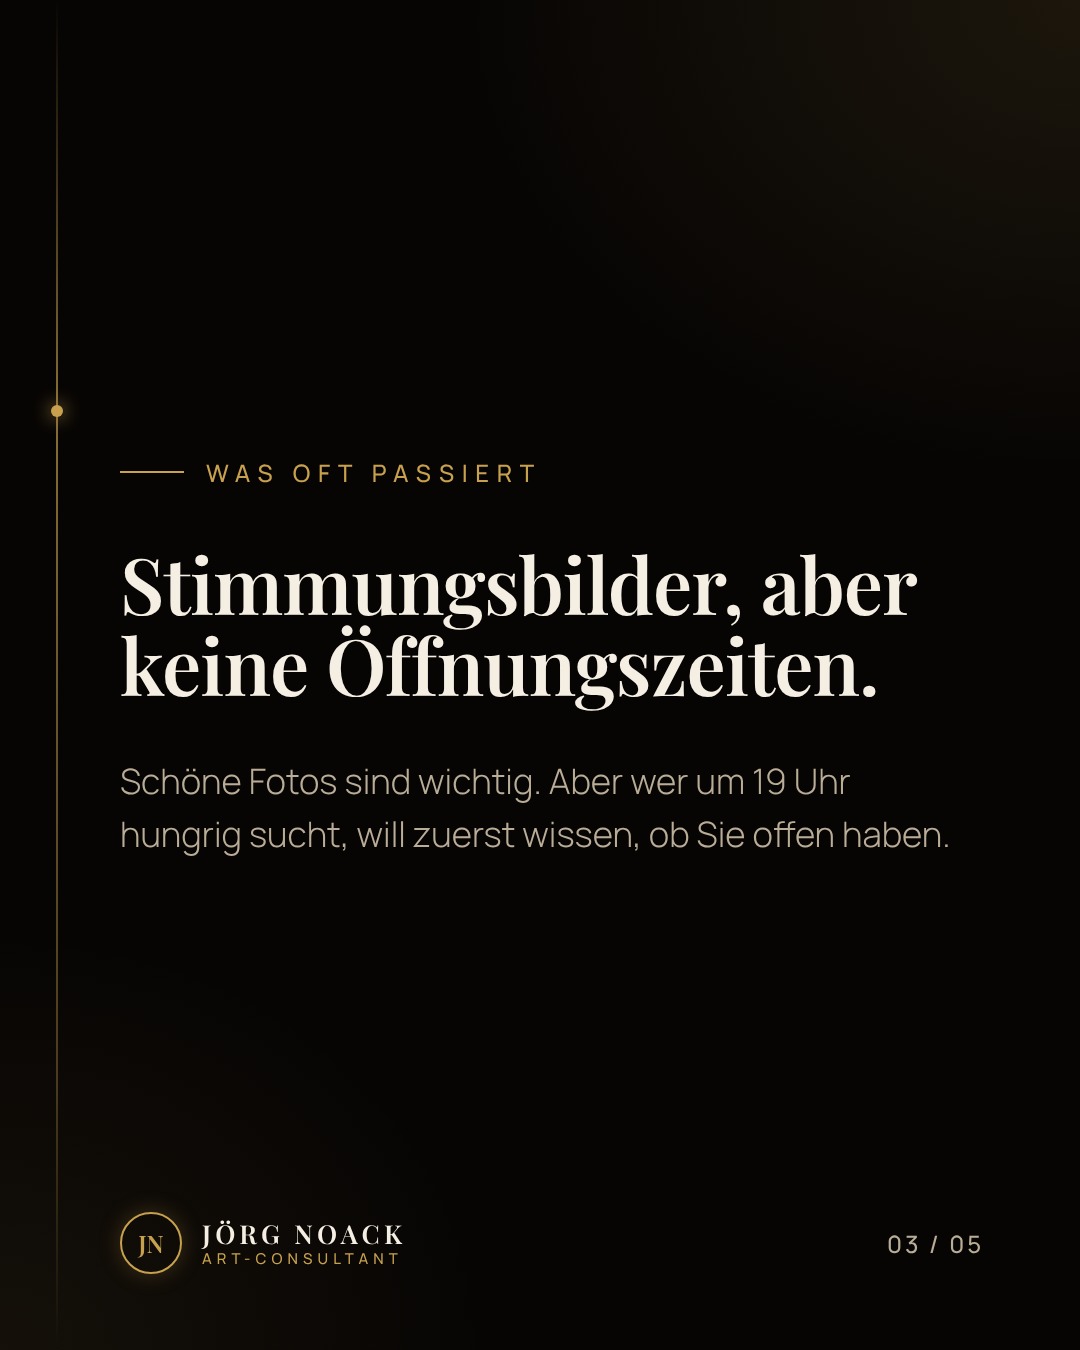 WAS OFT PASSIERT
Stimmungsbilder, aber
keine Öffnungszeiten.
Schöne Fotos sind wichtig. Aber wer um 19 Uhr
hungrig sucht, will zuerst wissen, ob Sie offen haben.
JN
JÖRG NOACK
ART-CONSULTANT
03 / 05